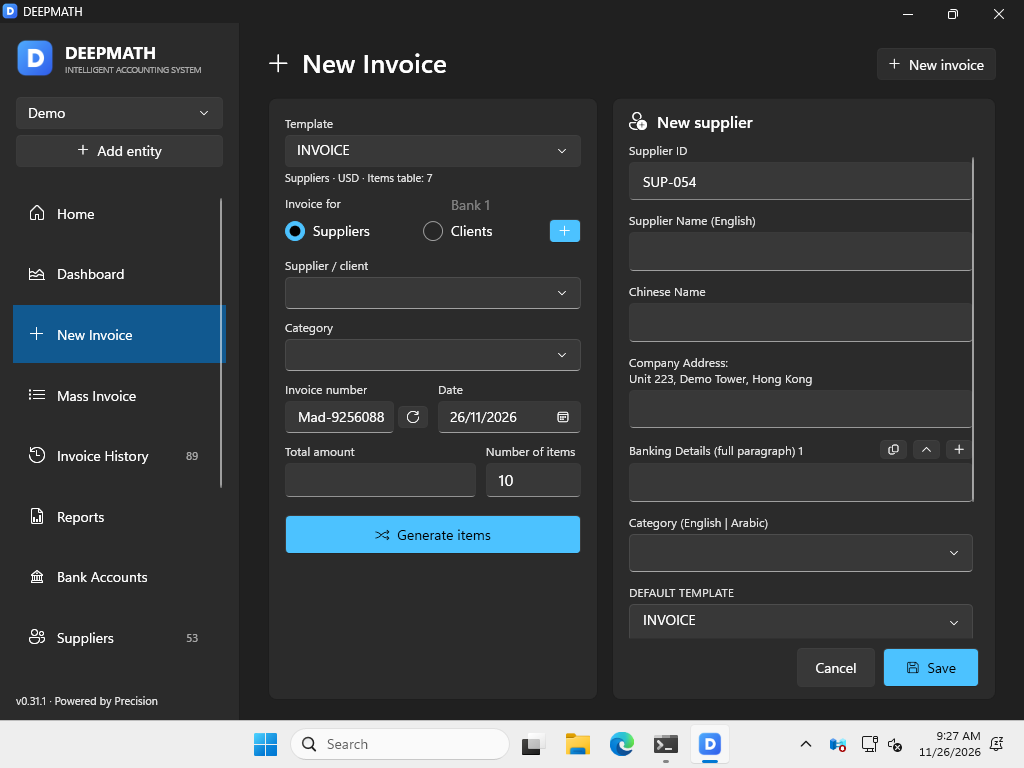 DEEPMATH
DEEPMATH
INTELLIGENT ACCOUNTING SYSTEM
Demo
Add entity
Home
Dashboard
New Invoice
Mass Invoice
Invoice History 89
Reports
Bank Accounts
Suppliers 53
v0.31.1 · Powered by Precision
New Invoice
New invoice
Template
INVOICE
Suppliers · USD · Items table: 7
Invoice for
Bank 1
Suppliers
Clients
Supplier / client
Category
Invoice number
Date
Mad-9256088
26/11/2026
Total amount
Number of items
10
Generate items
New supplier
Supplier ID
SUP-054
Supplier Name (English)
Chinese Name
Company Address:
Unit 223, Demo Tower, Hong Kong
Banking Details (full paragraph) 1
Category (English | Arabic)
DEFAULT TEMPLATE
INVOICE
Cancel
Save
Search
9:27 AM
11/26/2026